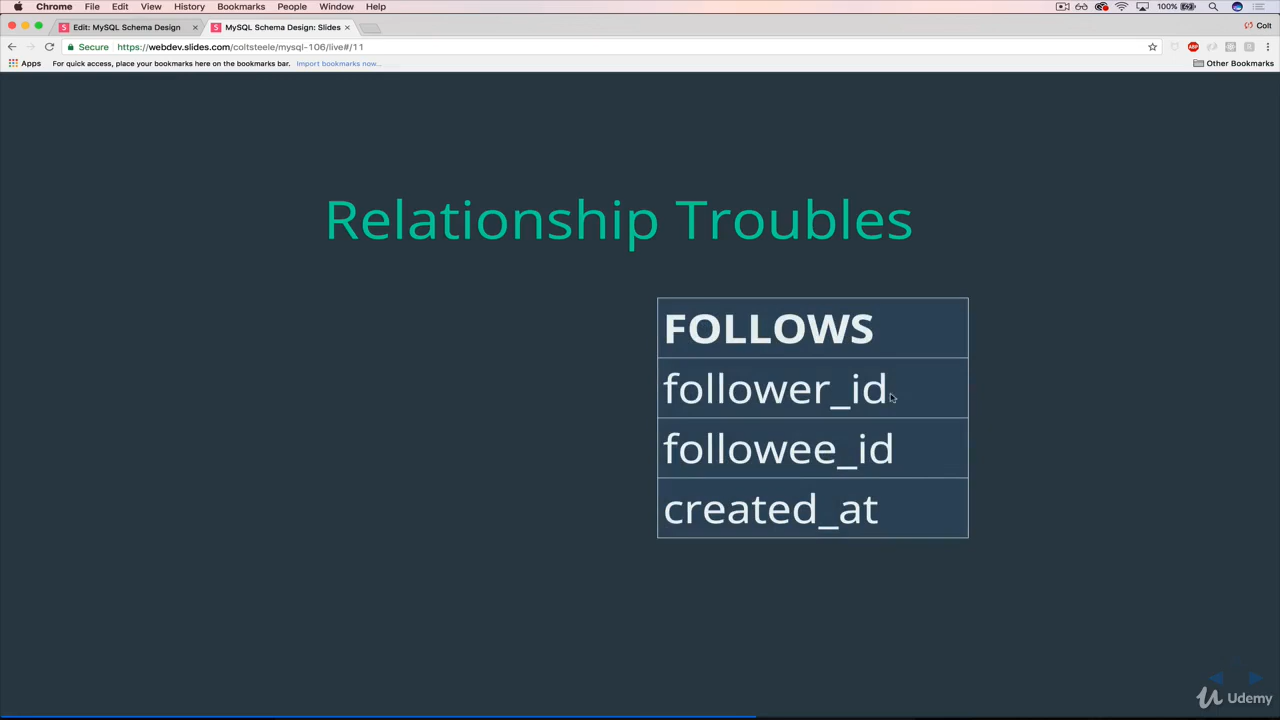 Chrome File Edit View History Bookmarks People Window Help 100%
Edit: MySQL Schema Design MySQL Schema Design: Slides Colt
Secure https://webdev.slides.com/coltsteele/mysql-106/live#/11 ABP
Apps For quick access, place your bookmarks here on the bookmarks bar. Import bookmarks now... Other Bookmarks
Relationship Troubles
FOLLOWS
follower_id
followee_id
created_at
Udemy